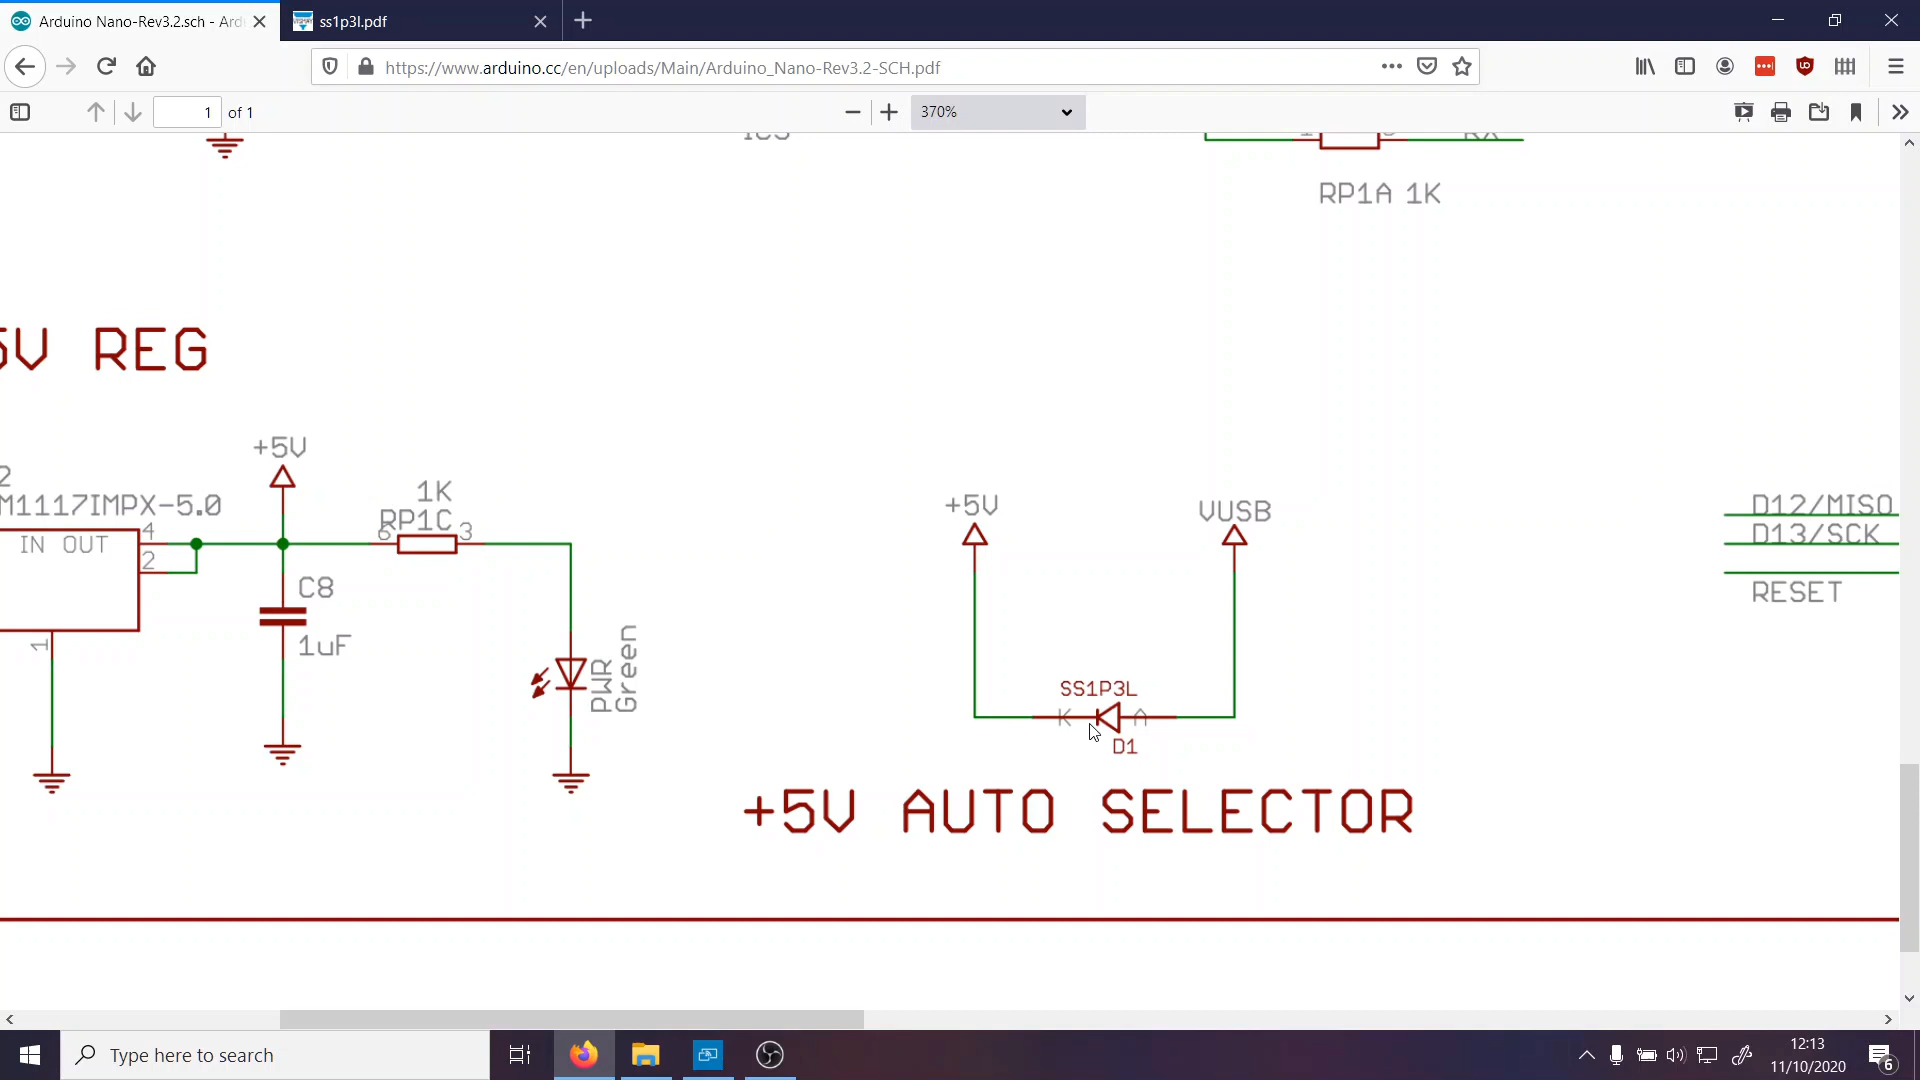 Arduino Nano-Rev3.2.sch - Ard
ss1p3l.pdf
https://www.arduino.cc/en/uploads/Main/Arduino_Nano-Rev3.2-SCH.pdf
1 of 1
370%
RX
RP1A 1K
5V REG
+5V
2
M1117IMPX-5.0
IN OUT
4
2
1
C8
1uF
1K
RP1C
6
3
PWR
Green
+5V
VUSB
SS1P3L
K
A
D1
+5V AUTO SELECTOR
D12/MISO
D13/SCK
RESET
Type here to search
12:13
11/10/2020
6